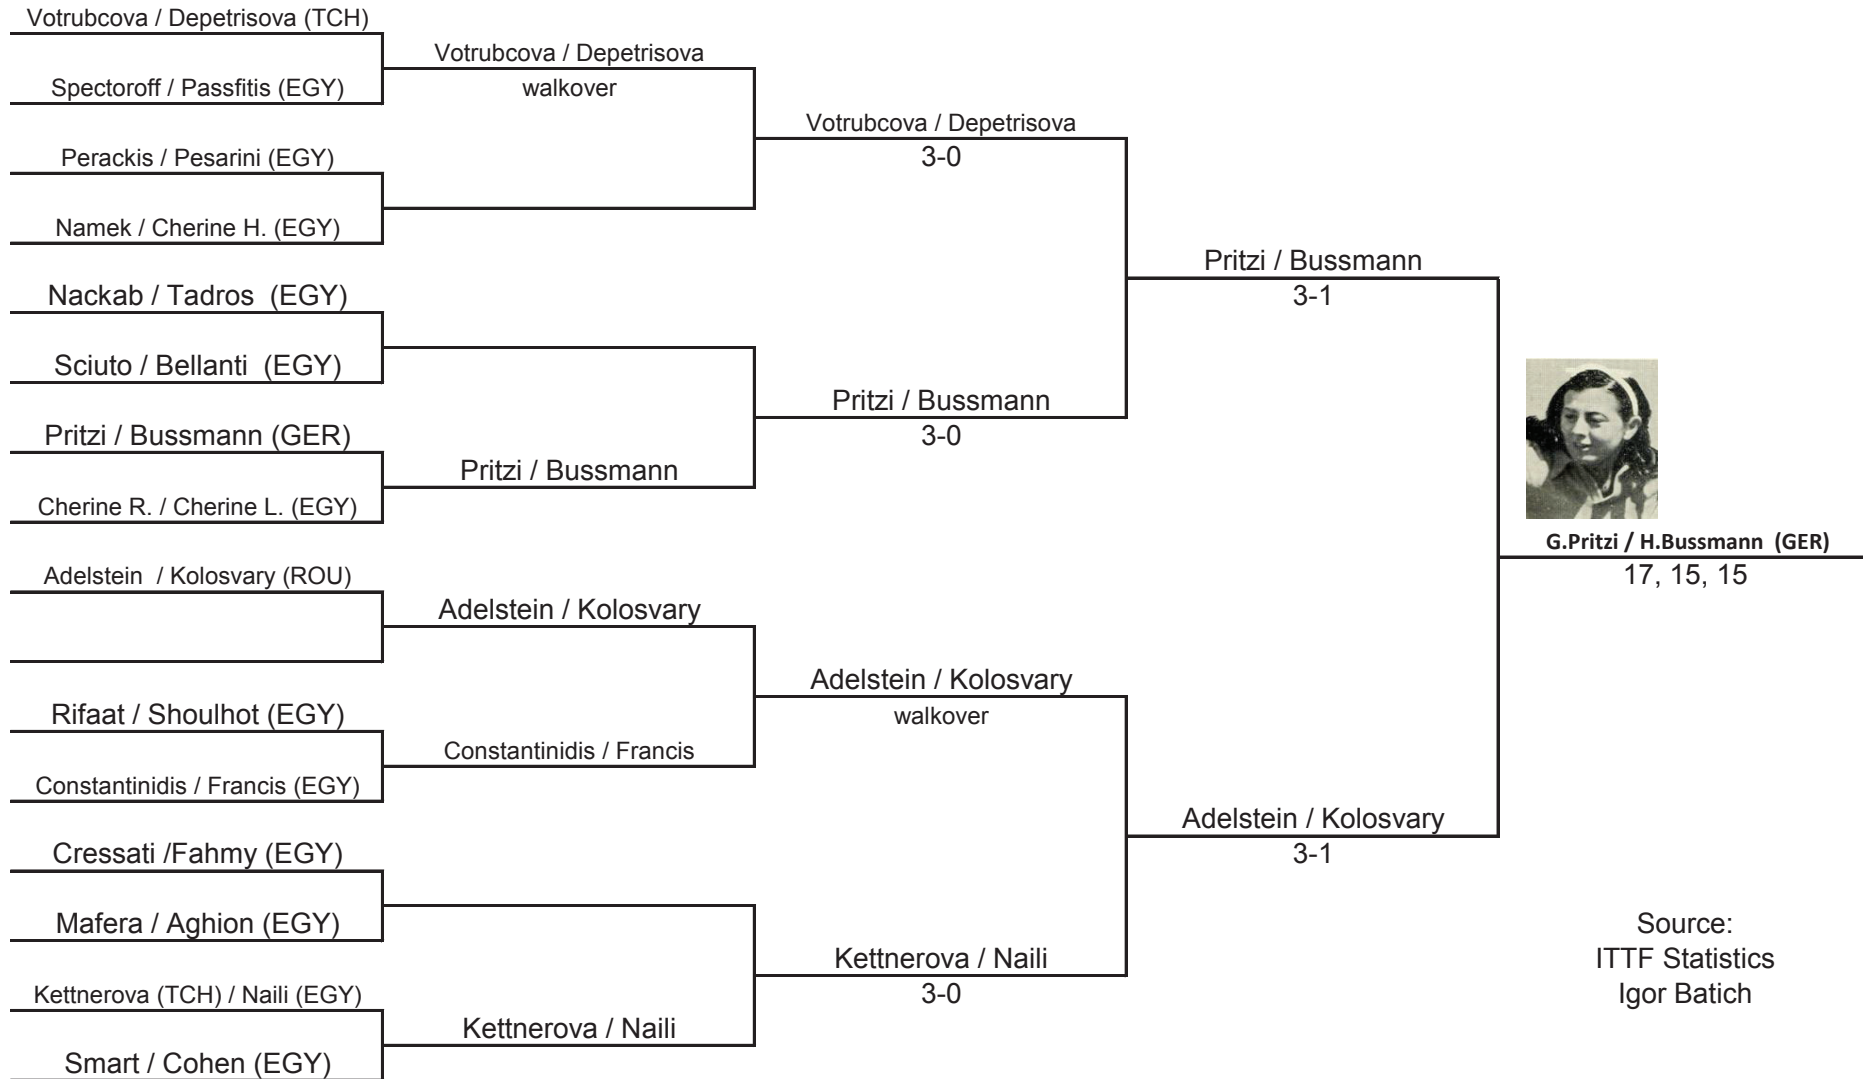 Votrubcova / Depetrisova (TCH)
Spectoroff / Passfitis (EGY)
Perackis / Pesarini (EGY)
Namek / Cherine H. (EGY)
Nackab / Tadros (EGY)
Sciuto / Bellanti (EGY)
Pritzi / Bussmann (GER)
Cherine R. / Cherine L. (EGY)
Adelstein / Kolosvary (ROU)
Rifaat / Shoulhot (EGY)
Constantinidis / Francis (EGY)
Cressati /Fahmy (EGY)
Mafera / Aghion (EGY)
Kettnerova (TCH) / Naili (EGY)
Smart / Cohen (EGY)
Votrubcova / Depetrisova
walkover
Pritzi / Bussmann
Adelstein / Kolosvary
Constantinidis / Francis
Kettnerova / Naili
Votrubcova / Depetrisova
3-0
Pritzi / Bussmann
3-0
Adelstein / Kolosvary
walkover
Kettnerova / Naili
3-0
Pritzi / Bussmann
3-1
Adelstein / Kolosvary
3-1
G.Pritzi / H.Bussmann (GER)
17, 15, 15
Source:
ITTF Statistics
Igor Batich